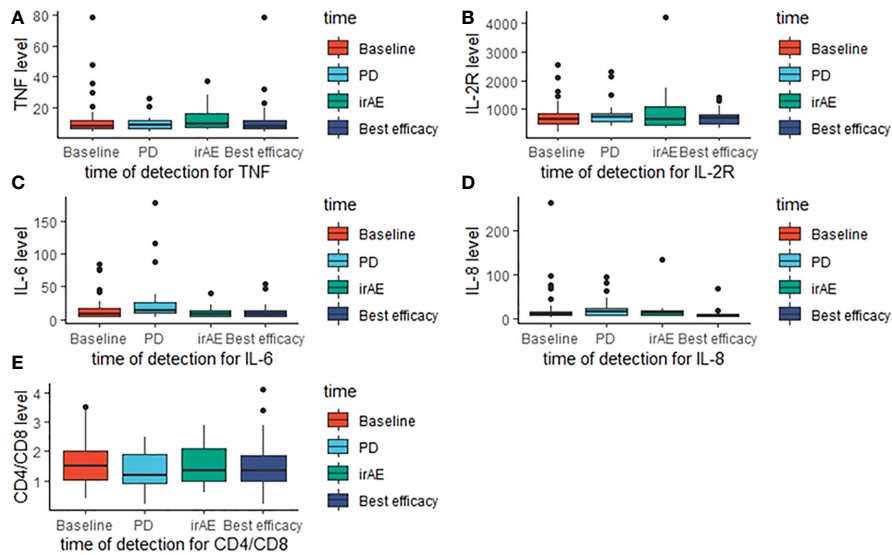 A
TNF level
80
60
40
20
Baseline PD irAE Best efficacy
time of detection for TNF
time
Baseline
PD
irAE
Best efficacy
B
IL-2R level
4000
3000
2000
1000
Baseline PD irAE Best efficacy
time of detection for IL-2R
time
Baseline
PD
irAE
Best efficacy
C
IL-6 level
150
100
50
0
Baseline PD irAE Best efficacy
time of detection for IL-6
time
Baseline
PD
irAE
Best efficacy
D
IL-8 level
200
100
0
Baseline PD irAE Best efficacy
time of detection for IL-8
time
Baseline
PD
irAE
Best efficacy
E
CD4/CD8 level
4
3
2
1
Baseline PD irAE Best efficacy
time of detection for CD4/CD8
time
Baseline
PD
irAE
Best efficacy